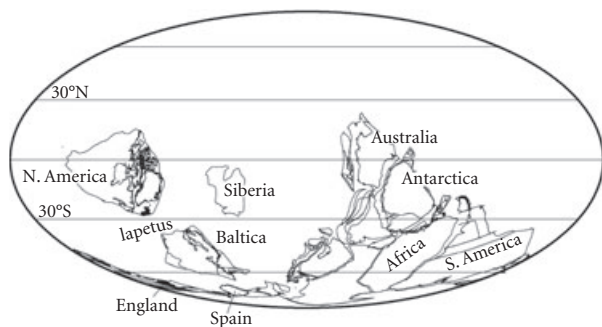 30°N
Australia
N. America
Siberia
Antarctica
30°S
lapetus
Baltica
Africa
S. America
England
Spain